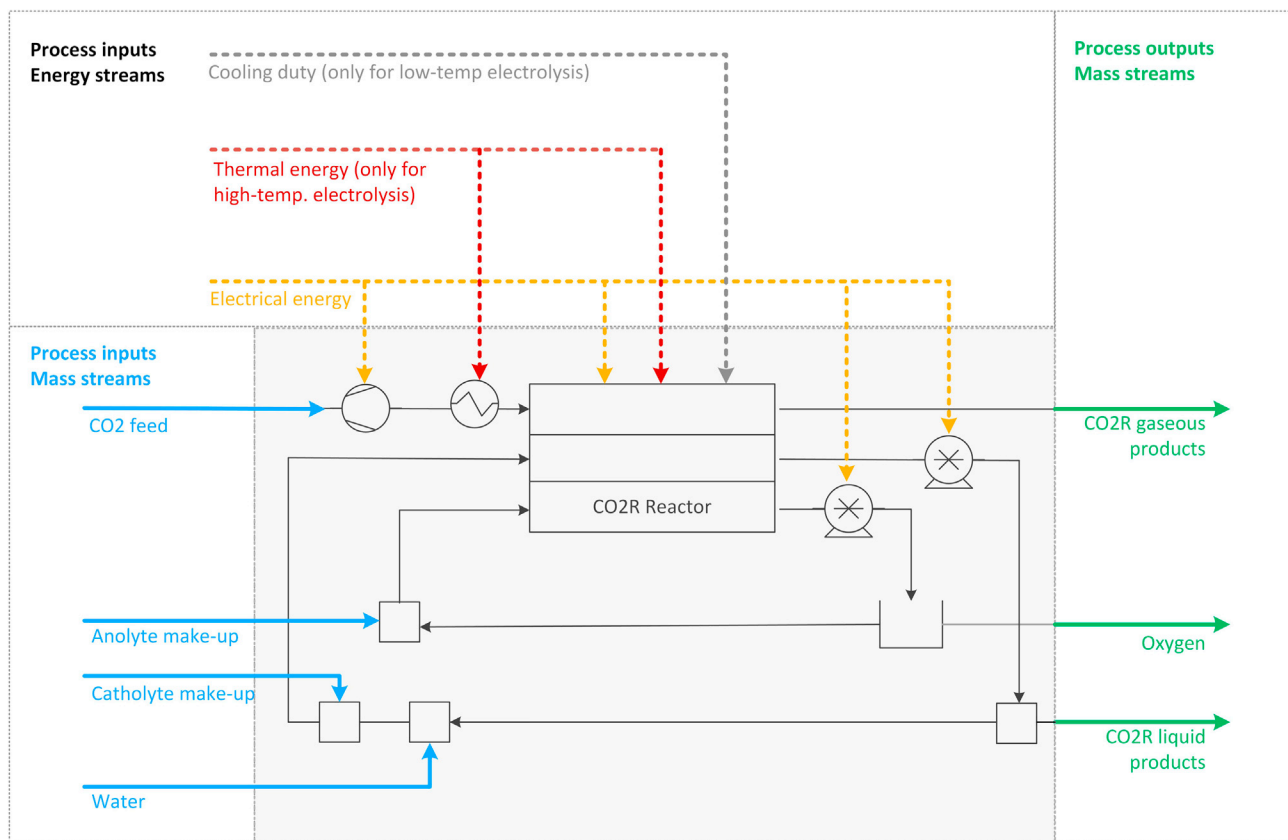 Process inputs
Energy streams
Cooling duty (only for low-temp electrolysis)
Thermal energy (only for
high-temp. electrolysis)
Electrical energy
Process outputs
Mass streams
Process inputs
Mass streams
CO2 feed
CO2R Reactor
CO2R gaseous
products
Anolyte make-up
Oxygen
Catholyte make-up
CO2R liquid
products
Water